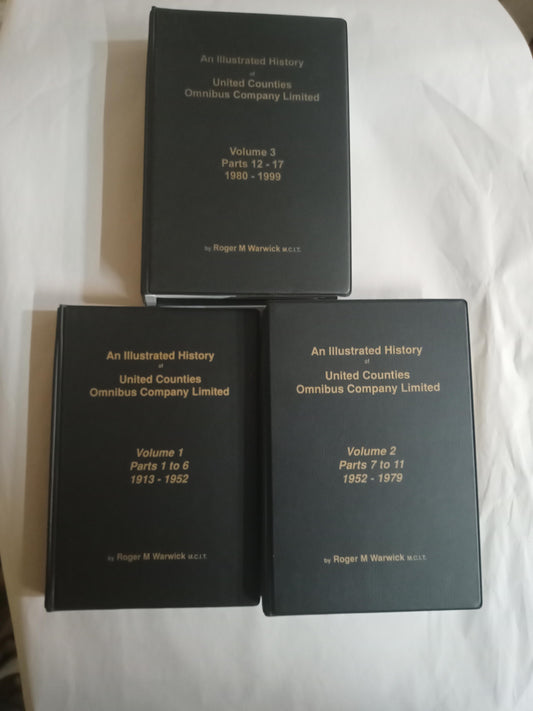 An Illustrated History
of
United Counties
Omnibus Company Limited
Volume 3
Parts 12 - 17
1980 - 1999
by Roger M Warwick M.C.I.T.
An Illustrated History
of
United Counties
Omnibus Company Limited
Volume 1
Parts 1 to 6
1913 - 1952
by Roger M Warwick M.C.I.T.
An Illustrated History
of
United Counties
Omnibus Company Limited
Volume 2
Parts 7 to 11
1952 - 1979
by Roger M Warwick M.C.I.T.